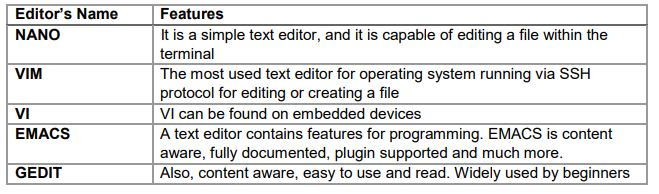 Editor's Name Features
NANO It is a simple text editor, and it is capable of editing a file within the
terminal
VIM The most used text editor for operating system running via SSH
protocol for editing or creating a file
VI VI can be found on embedded devices
EMACS A text editor contains features for programming. EMACS is content
aware, fully documented, plugin supported and much more.
GEDIT Also, content aware, easy to use and read. Widely used by beginners